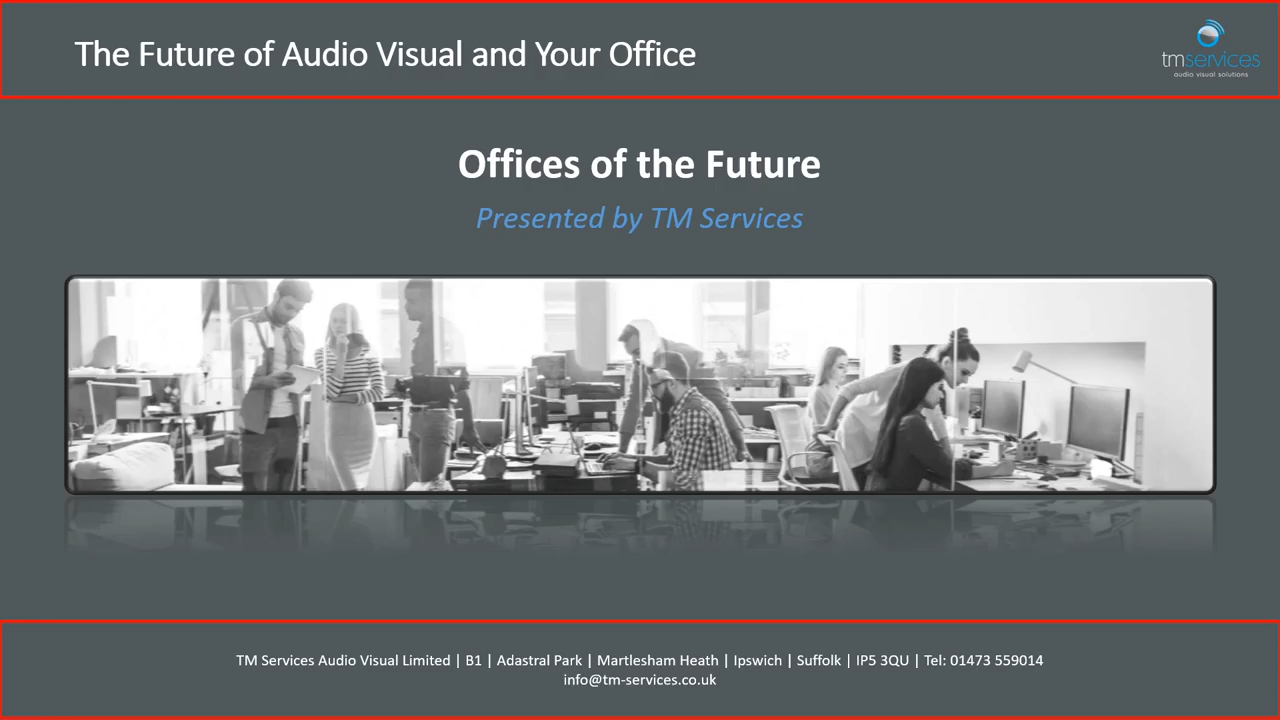 The Future of Audio Visual and Your Office
tmservices
audio visual solutions
Offices of the Future
Presented by TM Services
TM Services Audio Visual Limited | B1 | Adastral Park | Martlesham Heath | Ipswich | Suffolk | IP5 3QU | Tel: 01473 559014
info@tm-services.co.uk